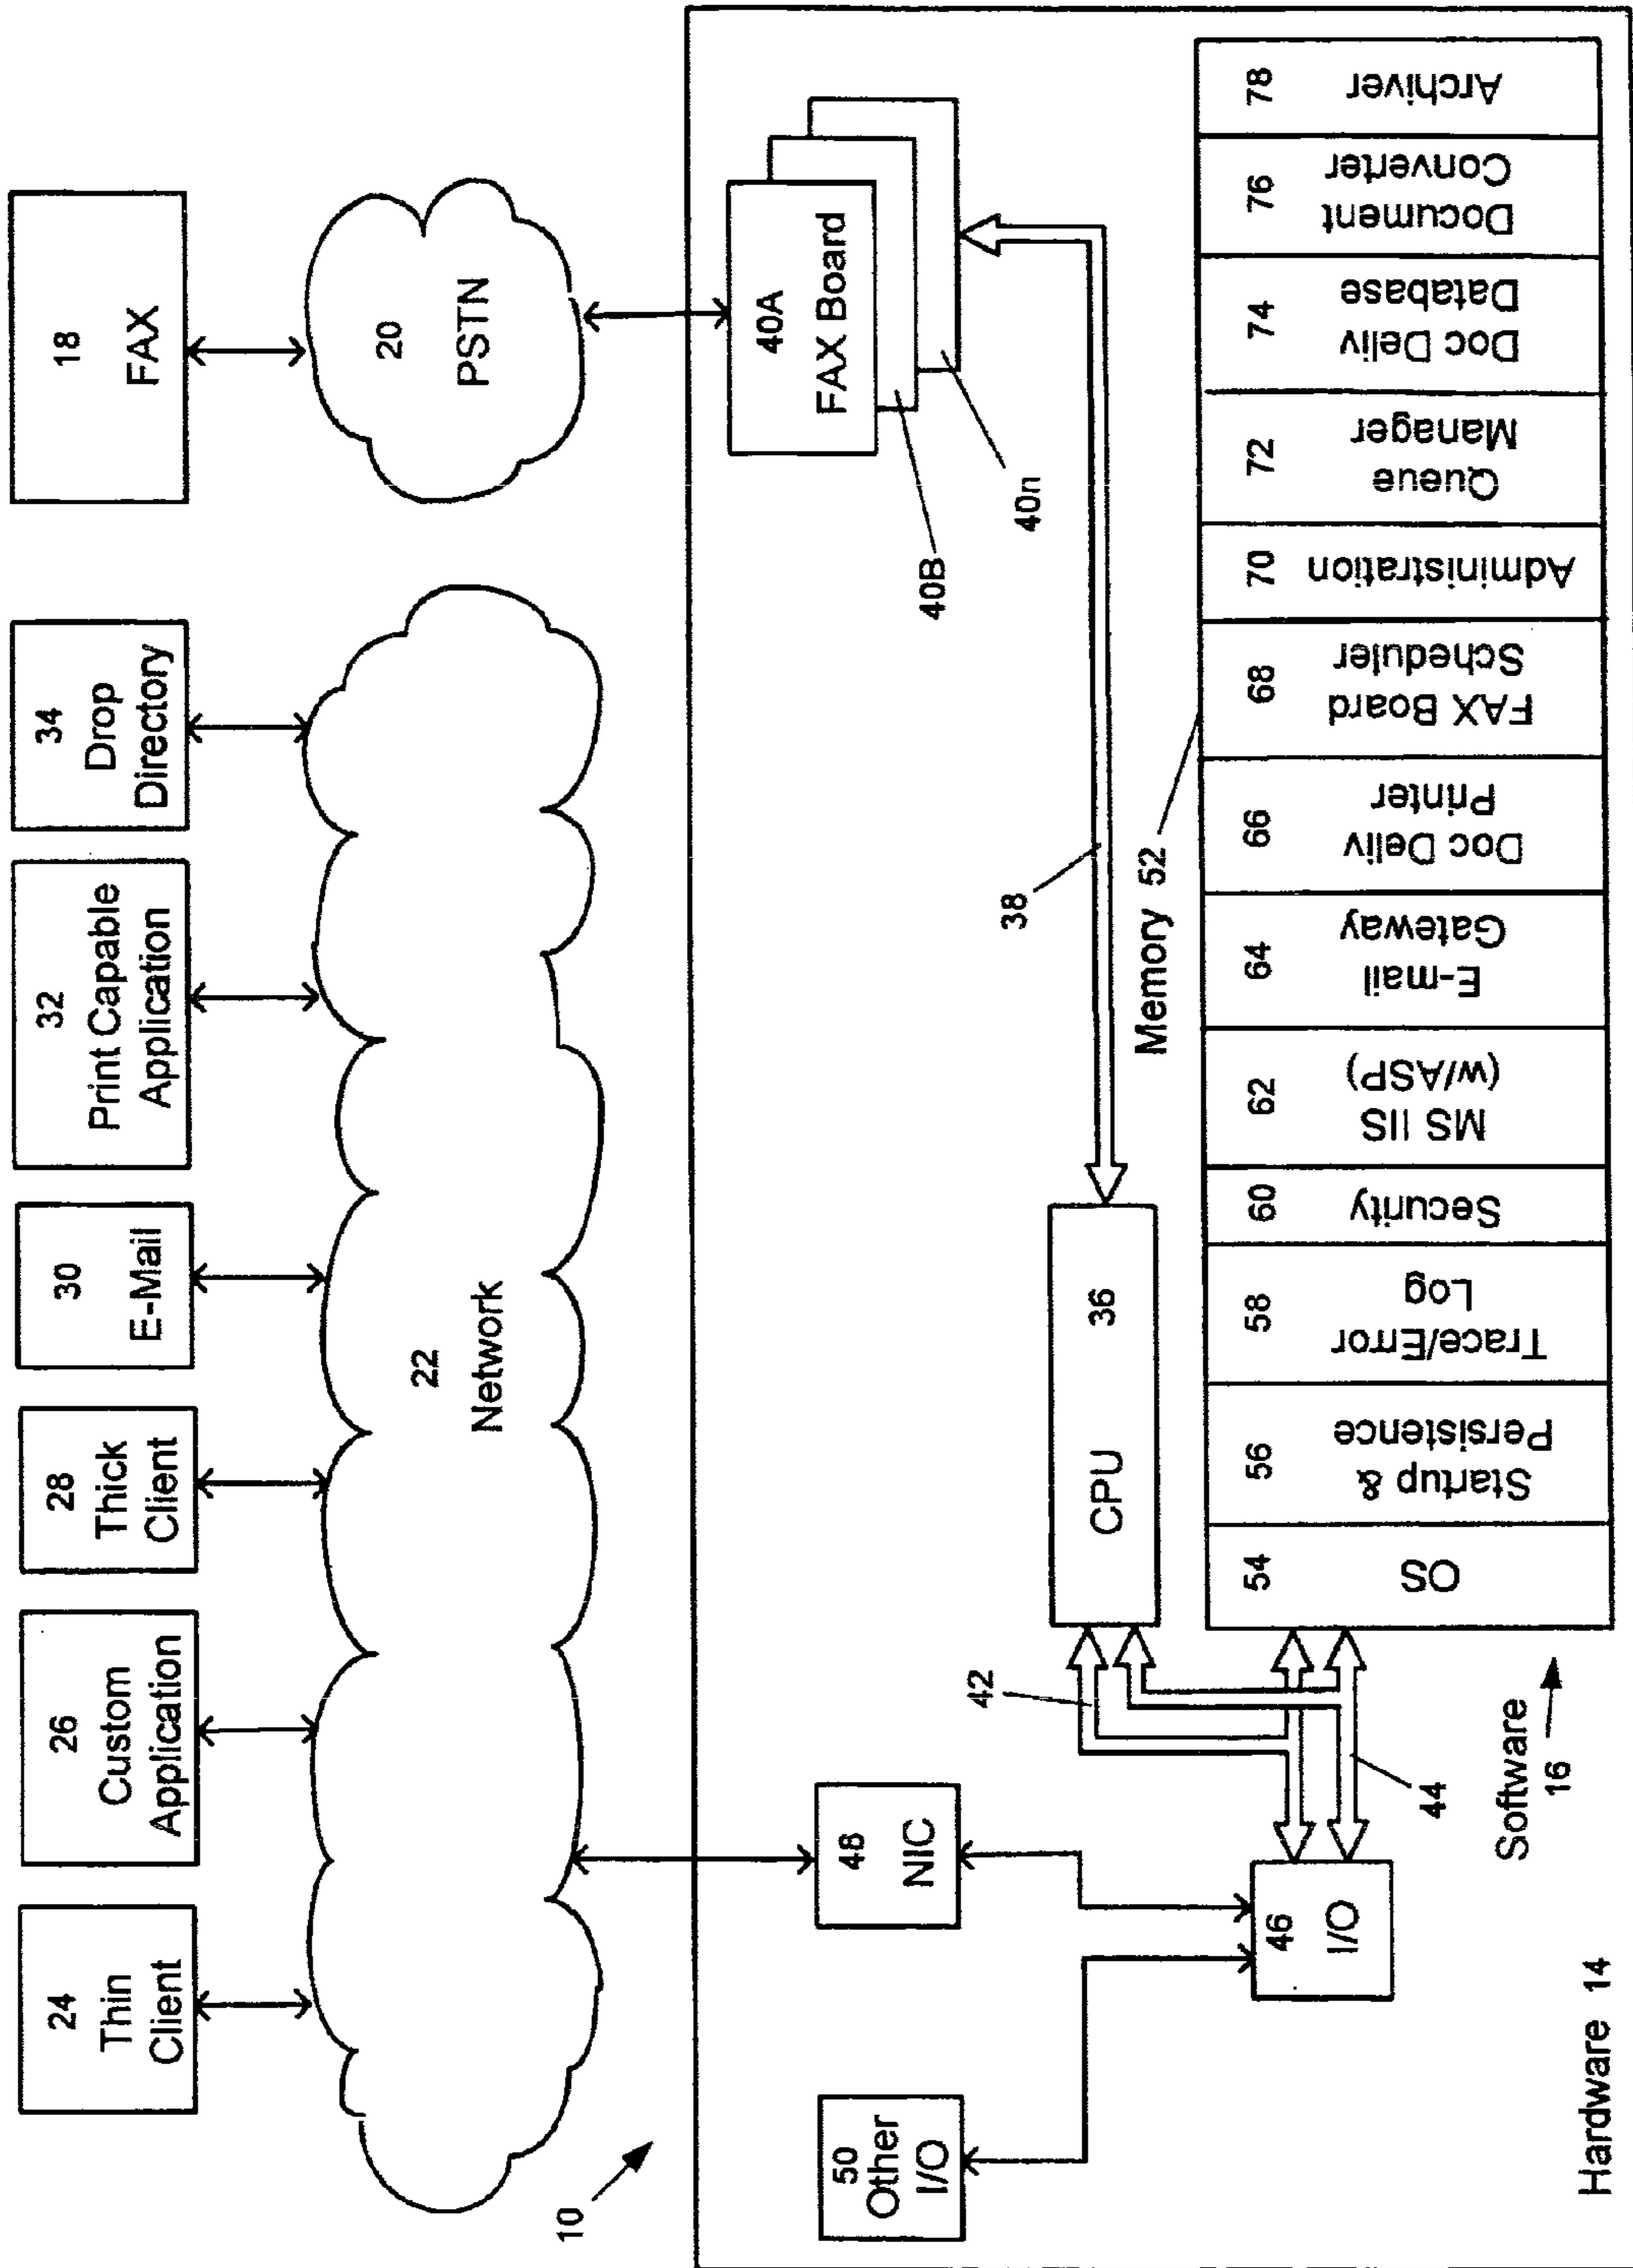 24
Thin
Client
26
Custom
Application
28
Thick
Client
30
E-Mail
32
Print Capable
Application
34
Drop
Directory
18
FAX
22
Network
20
PSTN
10
50
Other
I/O
48
NIC
40A
FAX Board
40B
40n
42
CPU 36
38
46
I/O
44
Memory 52
Software
16
Hardware 14
54
OS
56
Startup &
Persistence
58
Trace/Error
Log
60
Security
62
MS IIS
(w/ASP)
64
E-mail
Gateway
66
Doc Deliv
Printer
68
FAX Board
Scheduler
70
Administration
72
Queue
Manager
74
Doc Deliv
Database
76
Document
Converter
78
Archiver